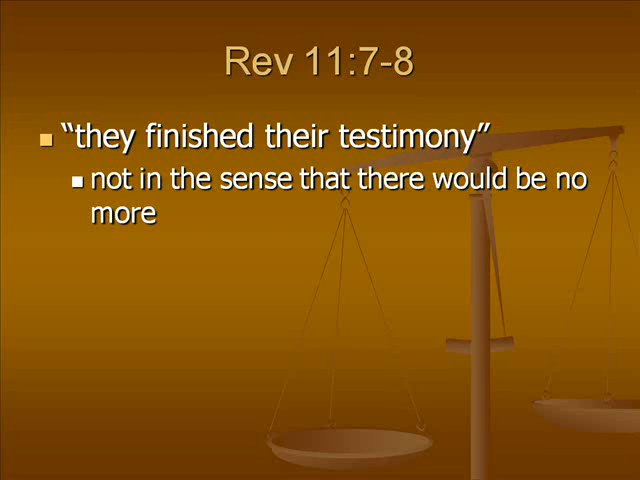 Rev 11:7-8
“they finished their testimony”
not in the sense that there would be no
more